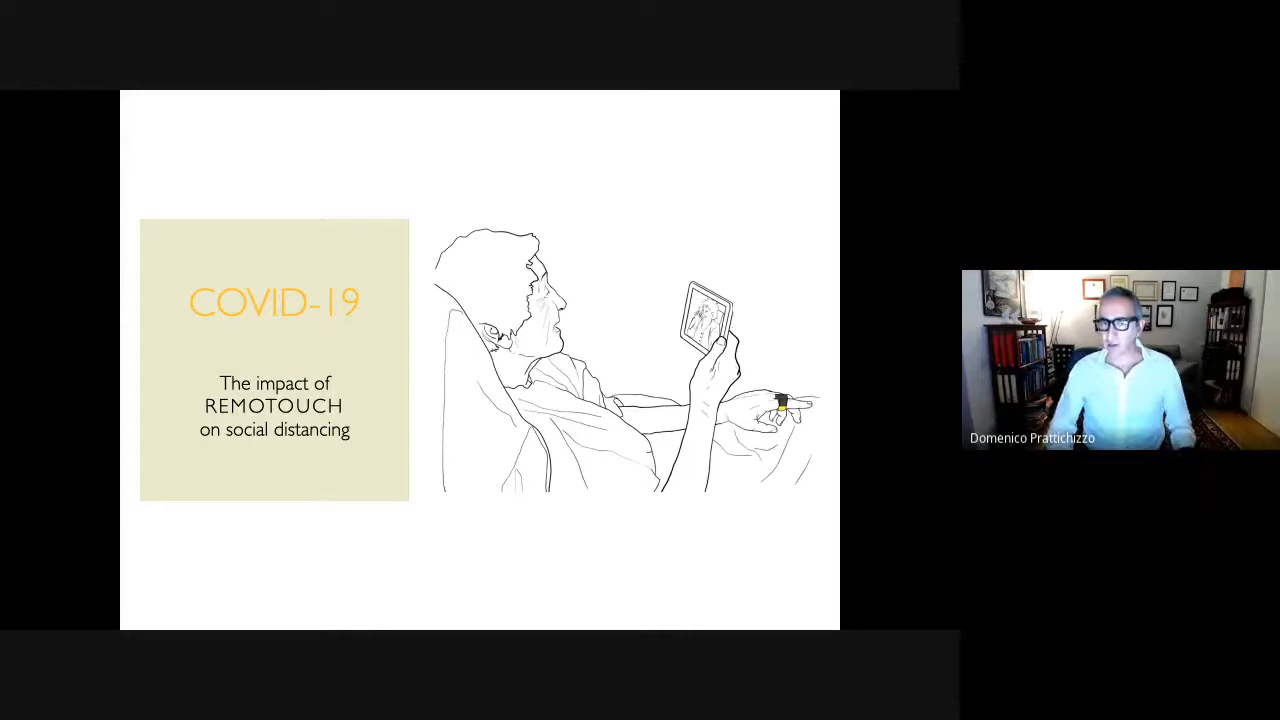 COVID-19
The impact of
REMOTOUCH
on social distancing
Domenico Prattichizzo